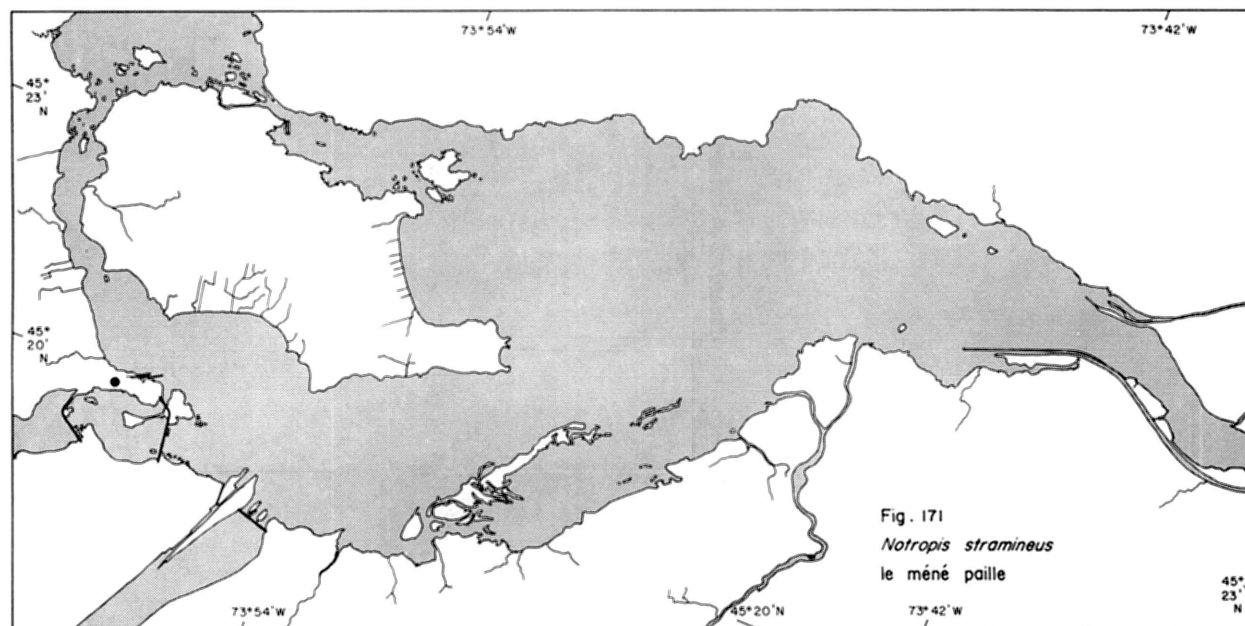 73°54'W
73°42'W
45°
23'
N
45°
20'
N
Fig. 171
Notropis stramineus
le méné paille
45°
23'
N
73°54'W
45°20'N
73°42'W